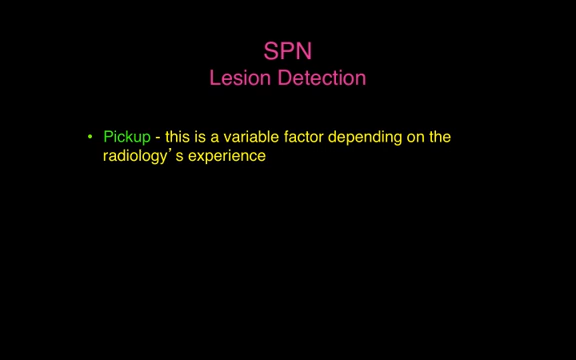 SPN
Lesion Detection
• Pickup - this is a variable factor depending on the
radiology’s experience